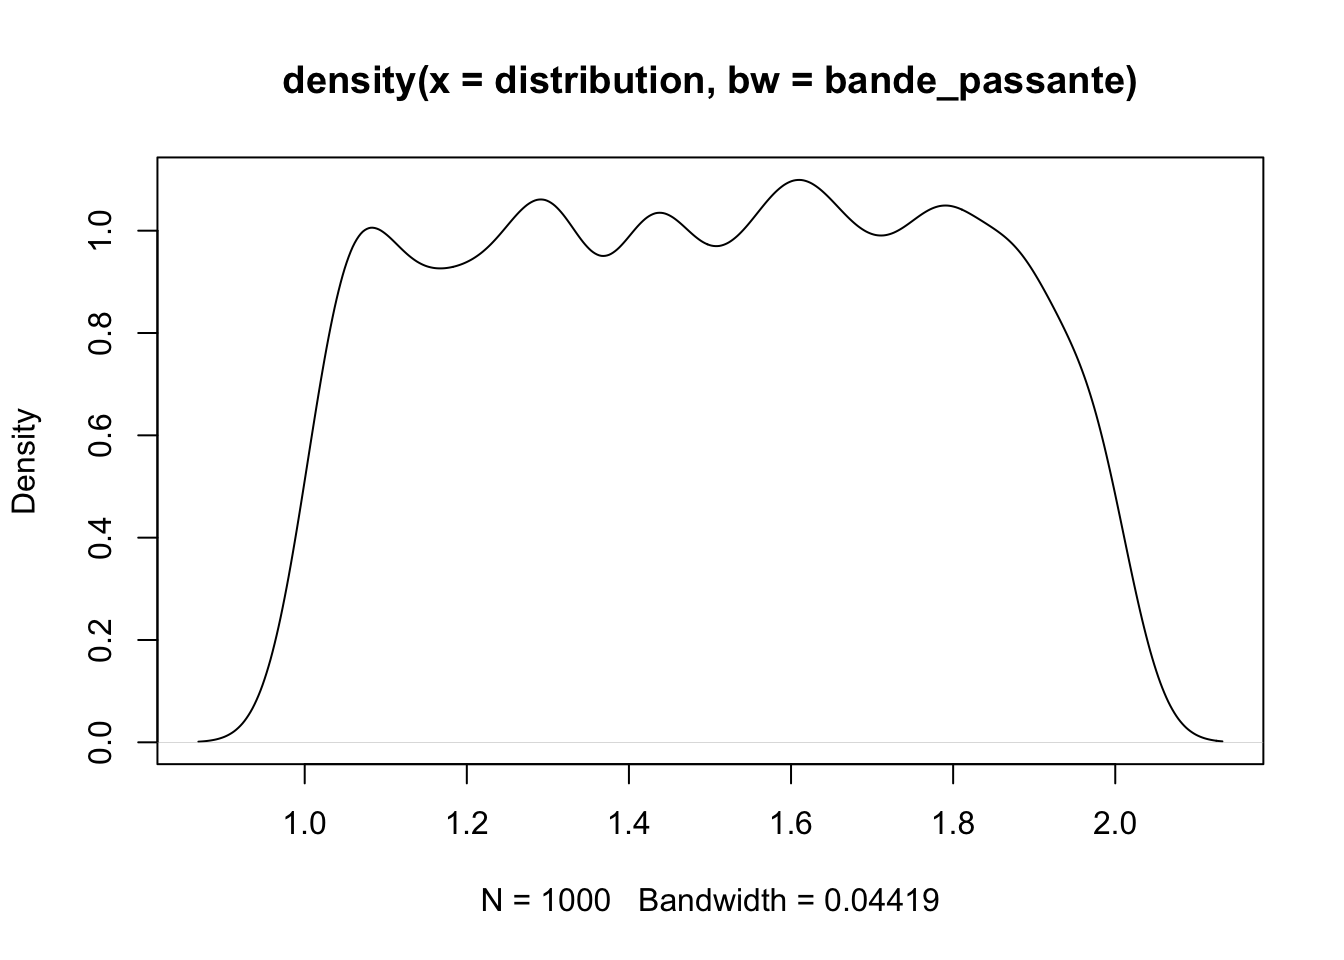 density(x = distribution, bw = bande_passante)
Density
1.0
0.8
0.6
0.4
0.2
0.0
1.0 1.2 1.4 1.6 1.8 2.0
N = 1000 Bandwidth = 0.04419